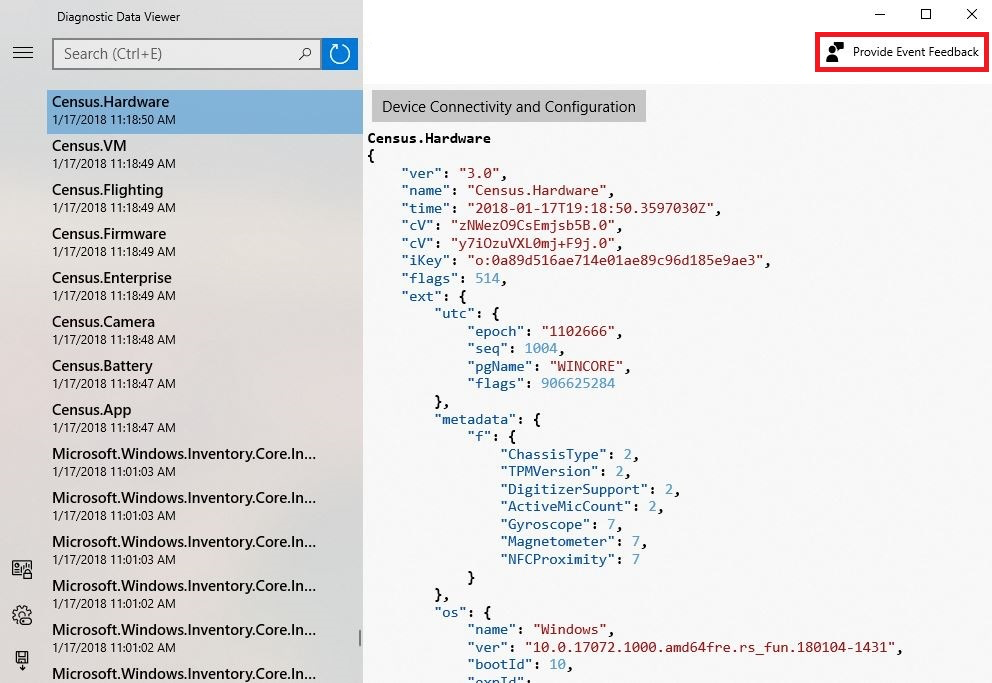 Diagnostic Data Viewer
Search (Ctrl+E)
Provide Event Feedback
Census.Hardware
1/17/2018 11:18:50 AM
Census.VM
1/17/2018 11:18:49 AM
Census.Flighting
1/17/2018 11:18:49 AM
Census.Firmware
1/17/2018 11:18:49 AM
Census.Enterprise
1/17/2018 11:18:49 AM
Census.Camera
1/17/2018 11:18:48 AM
Census.Battery
1/17/2018 11:18:47 AM
Census.App
1/17/2018 11:18:47 AM
Microsoft.Windows.Inventory.Core.In...
1/17/2018 11:01:03 AM
Microsoft.Windows.Inventory.Core.In...
1/17/2018 11:01:03 AM
Microsoft.Windows.Inventory.Core.In...
1/17/2018 11:01:03 AM
Microsoft.Windows.Inventory.Core.In...
1/17/2018 11:01:02 AM
Microsoft.Windows.Inventory.Core.In...
1/17/2018 11:01:02 AM
Microsoft.Windows.Inventory.Core.In...
Device Connectivity and Configuration
Census.Hardware
{
"ver": "3.0",
"name": "Census.Hardware",
"time": "2018-01-17T19:18:50.3597030Z",
"cV": "zNWezO9CsEmjsb5B.0",
"cV": "y7iOzuVXL0mj+F9j.0",
"iKey": "o:0a89d516ae714e01ae89c96d185e9ae3",
"flags": 514,
"ext": {
"utc": {
"epoch": "1102666",
"seq": 1004,
"pgName": "WINCORE",
"flags": 906625284
},
"metadata": {
"f": {
"ChassisType": 2,
"TPMVersion": 2,
"DigitizerSupport": 2,
"ActiveMicCount": 2,
"Gyroscope": 7,
"Magnetometer": 7,
"NFCProximity": 7
}
},
"os": {
"name": "Windows",
"ver": "10.0.17072.1000.amd64fre.rs_fun.180104-1431",
"bootId": 10,